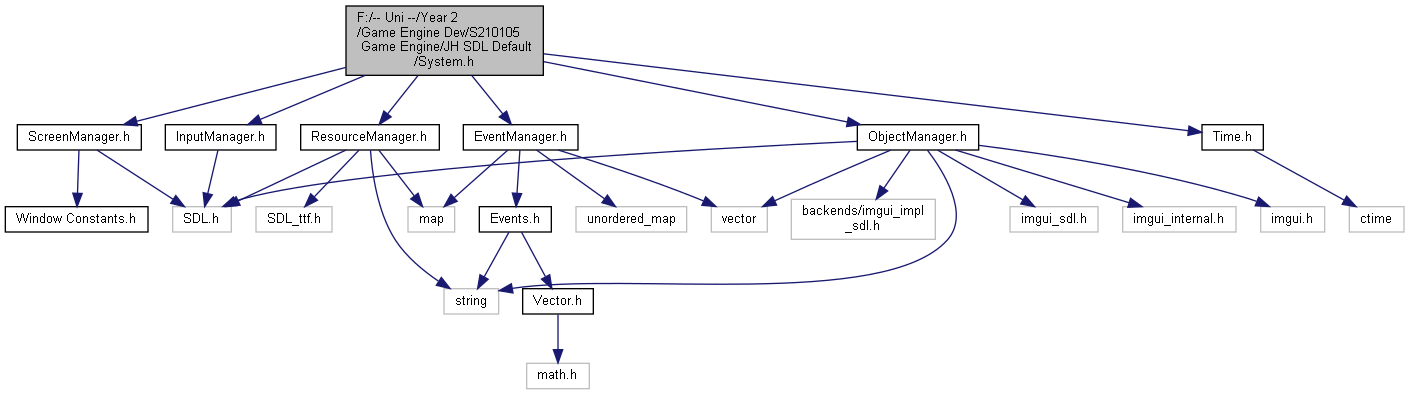 F:/-- Uni --/Year 2
/Game Engine Dev/S210105
Game Engine/JH SDL Default
/System.h
ScreenManager.h
InputManager.h
ResourceManager.h
EventManager.h
ObjectManager.h
Time.h
Window Constants.h
SDL.h
SDL_ttf.h
map
Events.h
unordered_map
vector
backends/imgui_impl
_sdl.h
imgui_sdl.h
imgui_internal.h
imgui.h
ctime
string
Vector.h
math.h